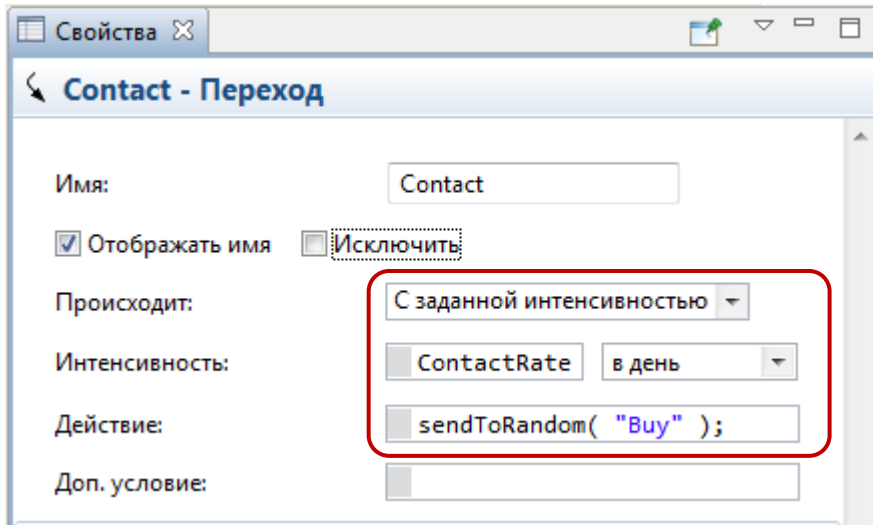 Свойства
Contact - Переход
Имя: Contact
Отображать имя Исключить
Происходит: С заданной интенсивностью
Интенсивность: ContactRate в день
Действие: sendToRandom( "Buy" );
Доп. условие: